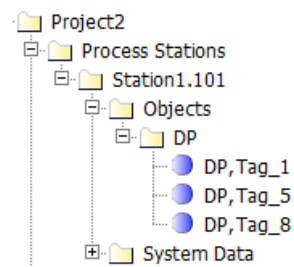 Project2
Process Stations
Station1.101
Objects
DP
DP,Tag_1
DP,Tag_5
DP,Tag_8
System Data